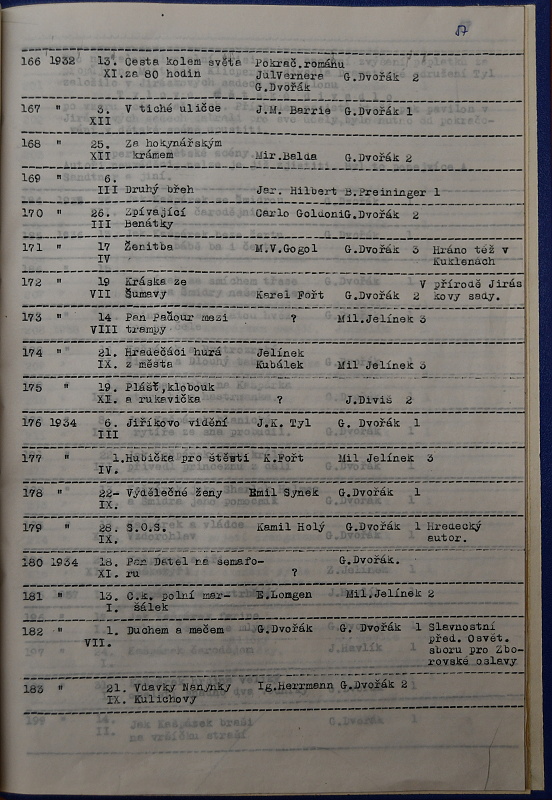 57
166 1932 13. Cesta kolem světa Pokrač.románu
XI. za 80 hodin JulVernera G.Dvořák 2
G.Dvořák
167 " 3. V tiché uličce J.M. Barrie G.Dvořák 1
XII
168 " 25. Za hokynářským
XII krámem Mir.Balda G.Dvořák 2
169 " 6.
III Druhý břeh Jar. Hilbert B.Preininger 1
170 " 26. Zpívající Carlo Goldoni G.Dvořák 2
III Benátky
171 " 17 Ženitba M.V.Gogol G.Dvořák 3 Hráno též v
IV Kuklenách
172 " 19 Kráska ze V přírodě Jirás
VII Šumavy Karel Fořt G.Dvořák 2 kovy sady.
173 " 14 Pan Paďour mezi ? Mil.Jelínek 3
VIII trampy
174 " 21. Hradečáci hurá Jelínek
IX. z města Kubálek Mil Jelínek 3
175 " 19. Plášť,klobouk
XI. a rukavička ? J.Diviš 2
176 1934 6. Jiříkovo vidění J.K. Tyl G. Dvořák 1
III
177 " 1. Hubička pro štěstí K.Fořt Mil Jelínek 3
IV.
178 " 22- Výdělečné ženy Emil Synek G.Dvořák 1
IX.
179 " 28. S.O.S. Kamil Holý G.Dvořák 1 Hradecký
IX. autor.
180 1934 18. Pan Datel na semafo- G.Dvořák.
XI. ru ?
181 " 13. C.k. polní mar- E.Longen Mil.Jelínek 2
I. šálek
182 " 1. Duchem a mečem G.Dvořák G. Dvořák 1 Slavnostní
VII. před. Osvět.
sboru pro Zbo-
rovské oslavy
183 " 21. Vdavky Nanynky Ig.Herrmann G.Dvořák 2
IX. Kulichovy